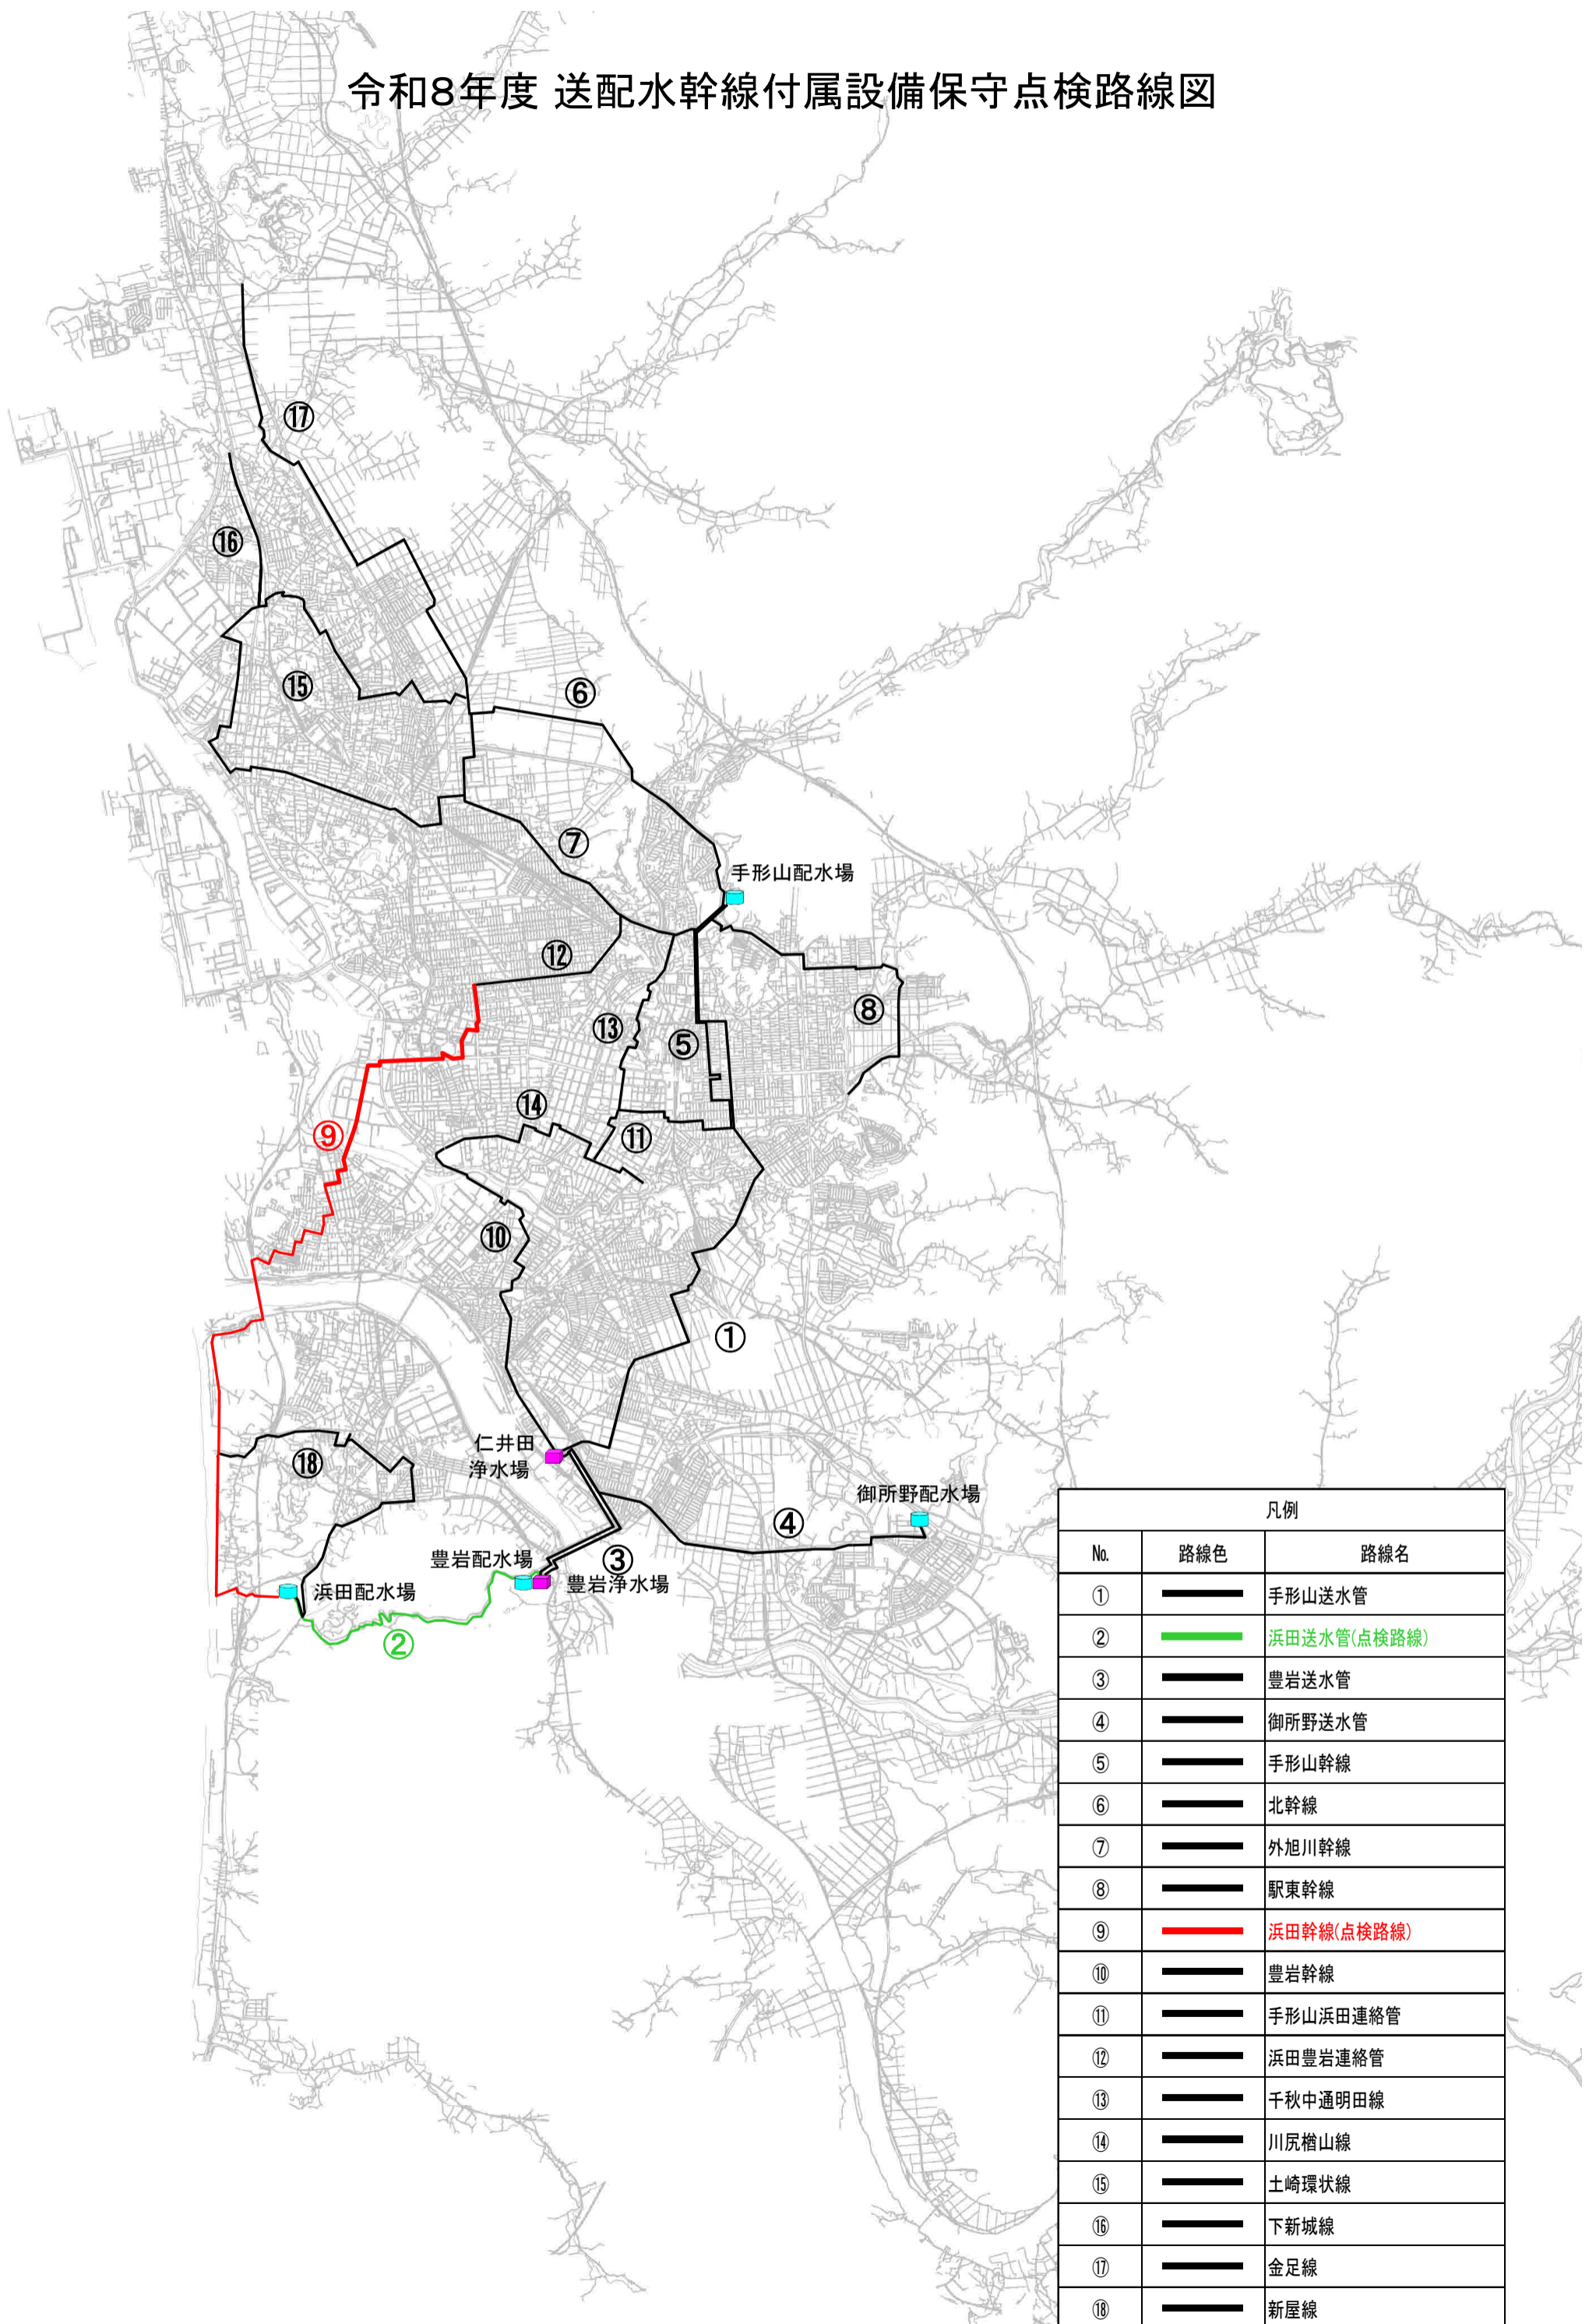 令和8年度 送配水幹線付属設備保守点検路線図
⑰
⑯
⑮
⑥
⑦
手形山配水場
⑫
⑧
⑬
⑤
⑭
⑨
⑪
⑩
①
仁井田
浄水場
⑱
御所野配水場
④
豊岩配水場
③
豊岩浄水場
浜田配水場
②
凡例
№ 路線色 路線名
① 手形山送水管
② 浜田送水管(点検路線)
③ 豊岩送水管
④ 御所野送水管
⑤ 手形山幹線
⑥ 北幹線
⑦ 外旭川幹線
⑧ 駅東幹線
⑨ 浜田幹線(点検路線)
⑩ 豊岩幹線
⑪ 手形山浜田連絡管
⑫ 浜田豊岩連絡管
⑬ 千秋中通明田線
⑭ 川尻楢山線
⑮ 土崎環状線
⑯ 下新城線
⑰ 金足線
⑱ 新屋線